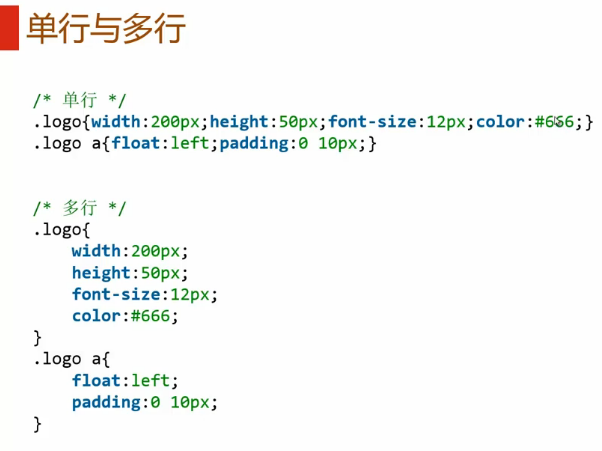 单行与多行
/* 单行 */
.logo{width:200px;height:50px;font-size:12px;color:#666;}
.logo a{float:left;padding:0 10px;}
/* 多行 */
.logo{
    width:200px;
    height:50px;
    font-size:12px;
    color:#666;
}
.logo a{
    float:left;
    padding:0 10px;
}